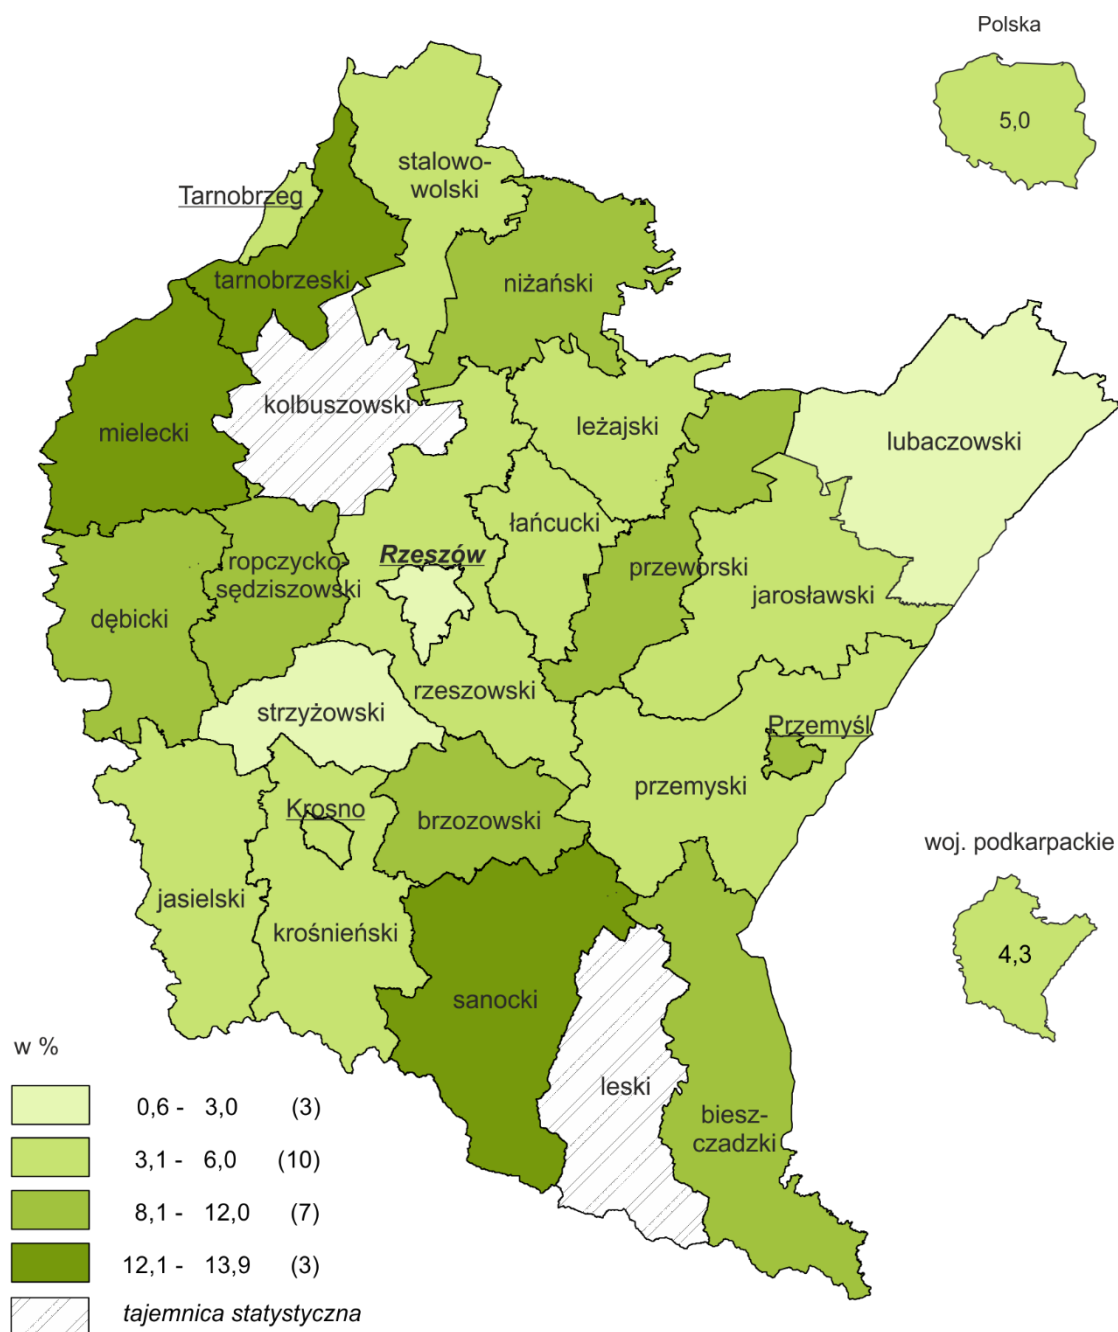 Polska
5,0
stalowo-
wolski
Tarnobrzeg
tarnobrzeski
niżański
kolbuszowski
mielecki
leżajski
lubaczowski
łańcucki
Rzeszów
ropczycko-
sędziszowski
przeworski
jarosławski
dębicki
rzeszowski
strzyżowski
Przemyśl
przemyski
Krosno
brzozowski
woj. podkarpackie
4,3
jasielski
krośnieński
sanocki
leski
biesz-
czadzki
w %
0,6 - 3,0 (3)
3,1 - 6,0 (10)
8,1 - 12,0 (7)
12,1 - 13,9 (3)
tajemnica statystyczna